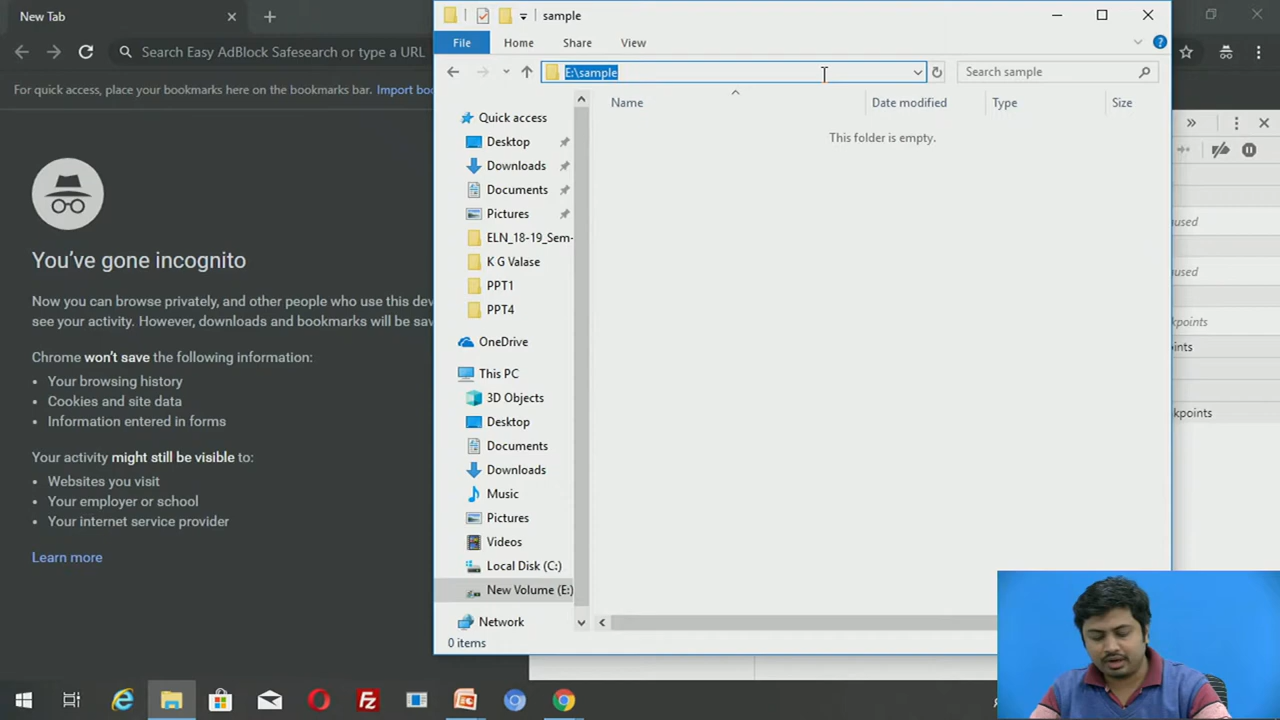 New Tab
sample
File
Home
Share
View
Search Easy AdBlock Safesearch or type a URL
E:\sample
Search sample
For quick access, place your bookmarks here on the bookmarks bar. Import boo
Name
Date modified
Type
Size
This folder is empty.
Quick access
Desktop
Downloads
Documents
Pictures
ELN_18-19_Sem-
K G Valase
PPT1
PPT4
OneDrive
This PC
3D Objects
Desktop
Documents
Downloads
Music
Pictures
Videos
Local Disk (C:)
New Volume (E:)
Network
0 items
You’ve gone incognito
Now you can browse privately, and other people who use this dev
see your activity. However, downloads and bookmarks will be sav
Chrome won’t save the following information:
• Your browsing history
• Cookies and site data
• Information entered in forms
Your activity might still be visible to:
• Websites you visit
• Your employer or school
• Your internet service provider
Learn more